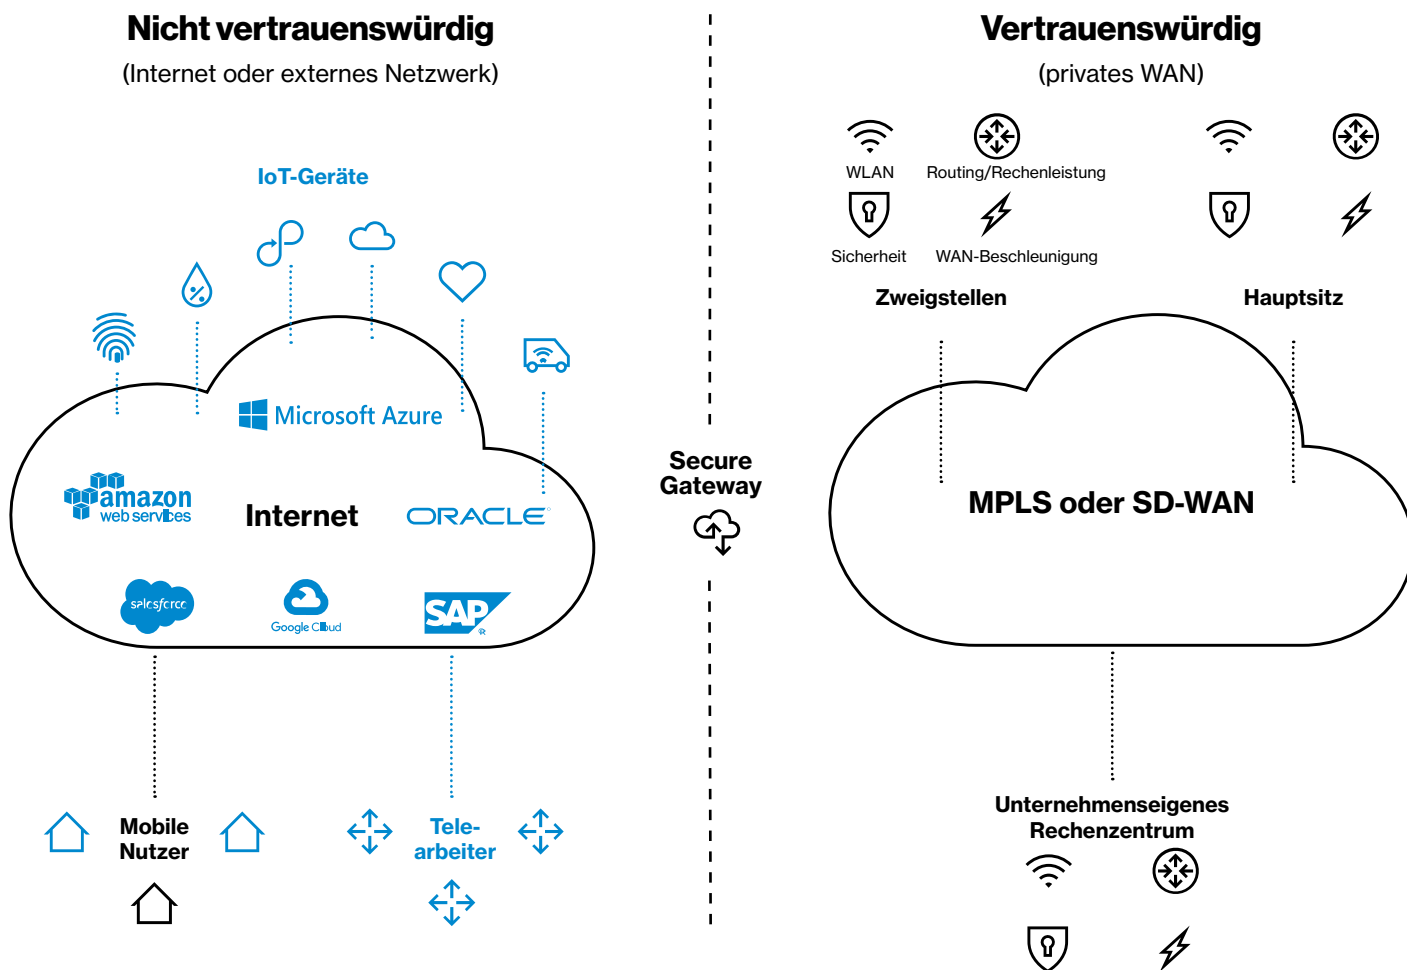 Nicht vertrauenswürdig
(Internet oder externes Netzwerk)
IoT-Geräte
Microsoft Azure
amazon
web services
Internet
ORACLE
salesforce
Google Cloud
SAP
®
Mobile
Nutzer
Tele-
arbeiter
Secure
Gateway
Vertrauenswürdig
(privates WAN)
WLAN
Routing/Rechenleistung
Sicherheit
WAN-Beschleunigung
Zweigstellen
Hauptsitz
MPLS oder SD-WAN
Unternehmenseigenes
Rechenzentrum